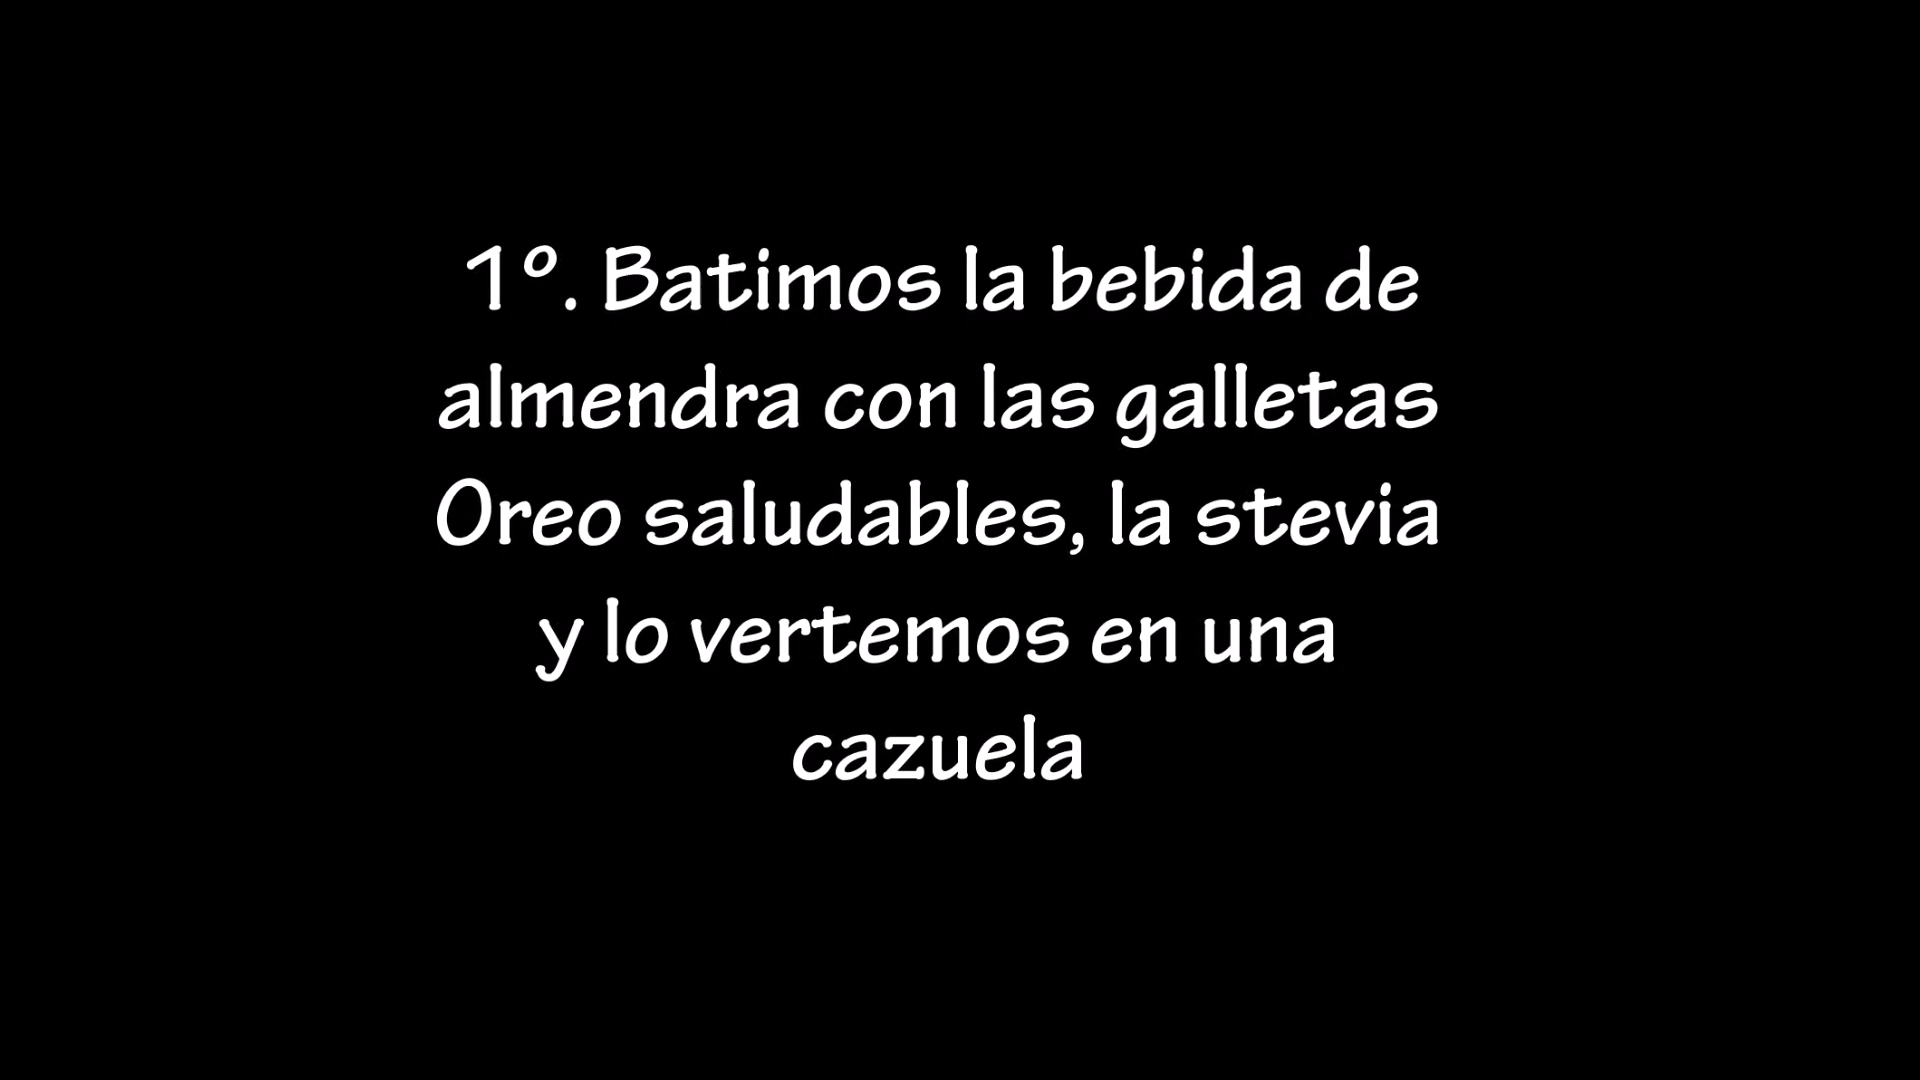 1º. Batimos la bebida de
almendra con las galletas
Oreo saludables, la stevia
y lo vertemos en una
cazuela